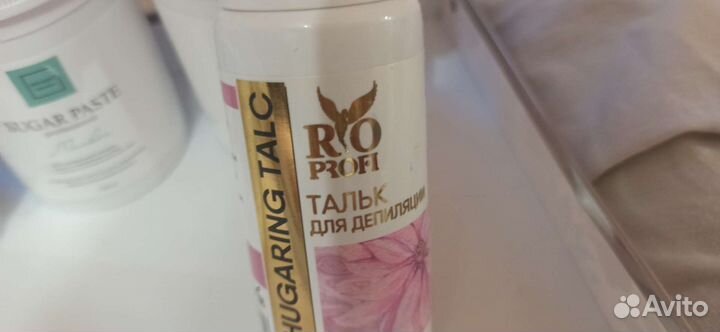 SUGAR PASTE
SHUGARING TALC
RIO
PROFI
ТАЛЬК
ДЛЯ ДЕПИЛЯЦИИ
Avito